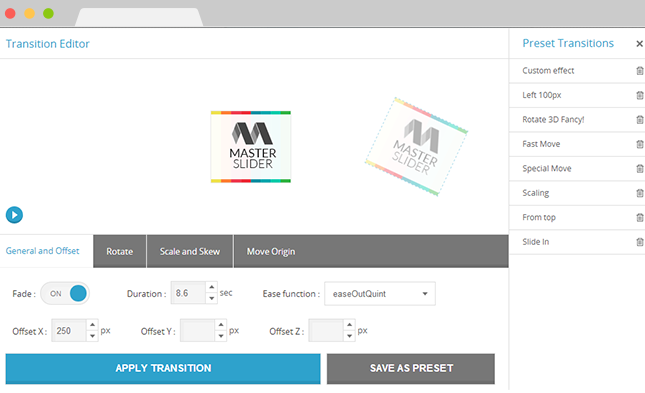 Transition Editor
Preset Transitions
Custom effect
Left 100px
Rotate 3D Fancy!
Fast Move
Special Move
Scaling
From top
Slide In
MASTER
SLIDER
MASTER
SLIDER
General and Offset Rotate Scale and Skew Move Origin
Fade : ON Duration : 8.6 sec Ease function : easeOutQuint
Offset X : 250 px Offset Y : px Offset Z : px
APPLY TRANSITION SAVE AS PRESET